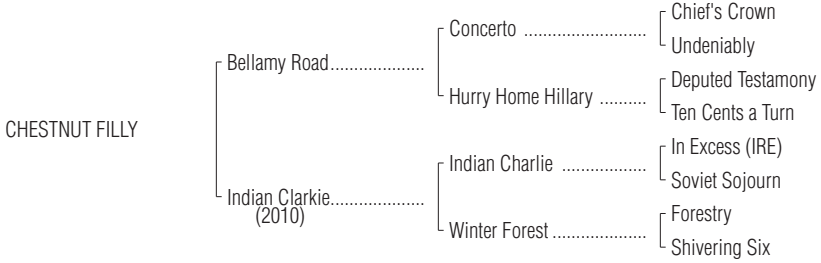 Chief's Crown
Concerto ..........................
Undeniably
Bellamy Road....................
Deputed Testamony
Hurry Home Hillary ..........
Ten Cents a Turn
CHESTNUT FILLY
In Excess (IRE)
Indian Charlie ..................
Soviet Sojourn
Indian Clarkie....................
(2010)
Forestry
Winter Forest ....................
Shivering Six